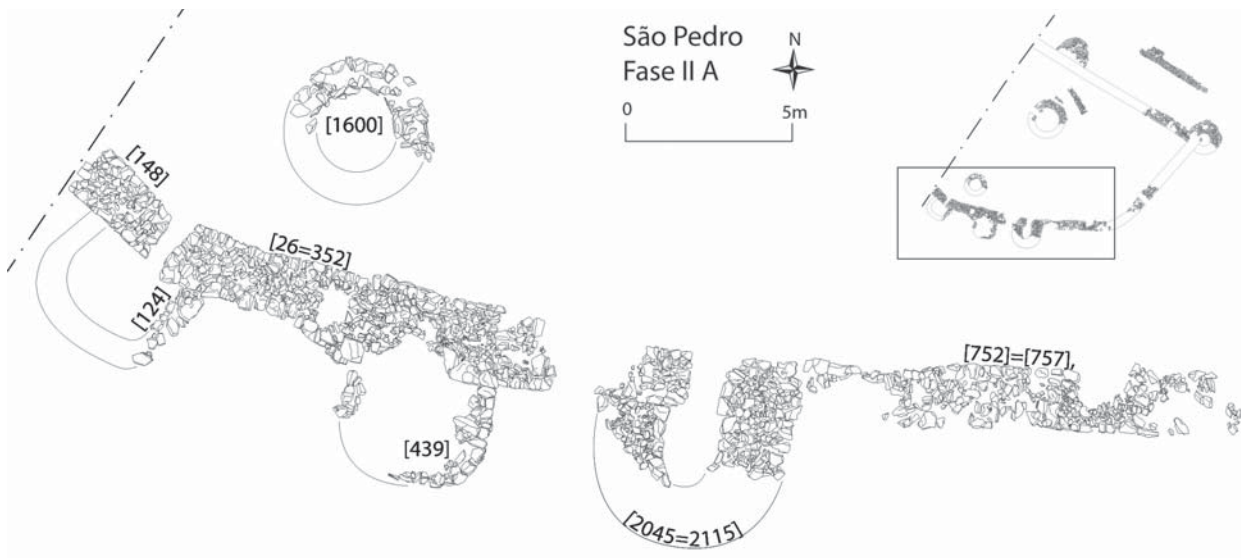 São Pedro
Fase II A
N
0 5m
[1600]
[148]
[26=352]
[124]
[439]
[752]=[757],
[2045=2115]